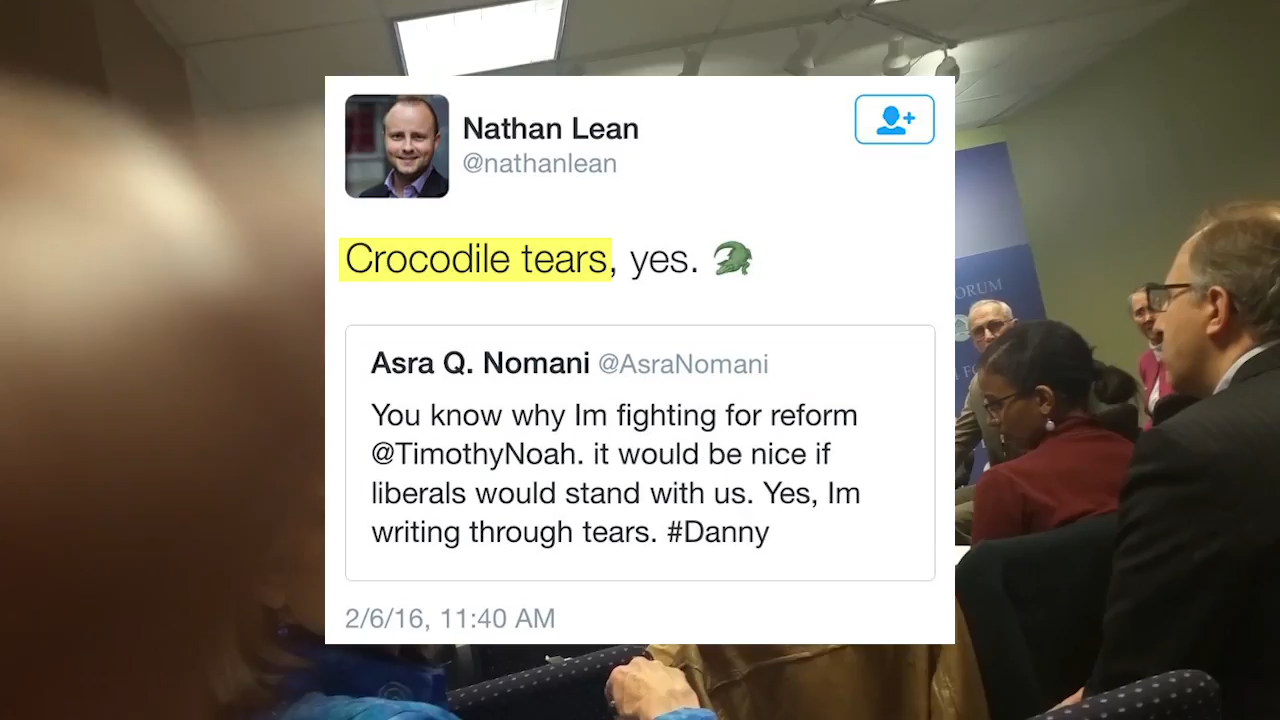 Nathan Lean
@nathanlean
Crocodile tears, yes. 🐊
Asra Q. Nomani @AsraNomani
You know why Im fighting for reform
@TimothyNoah. it would be nice if
liberals would stand with us. Yes, Im
writing through tears. #Danny
2/6/16, 11:40 AM
ORUM